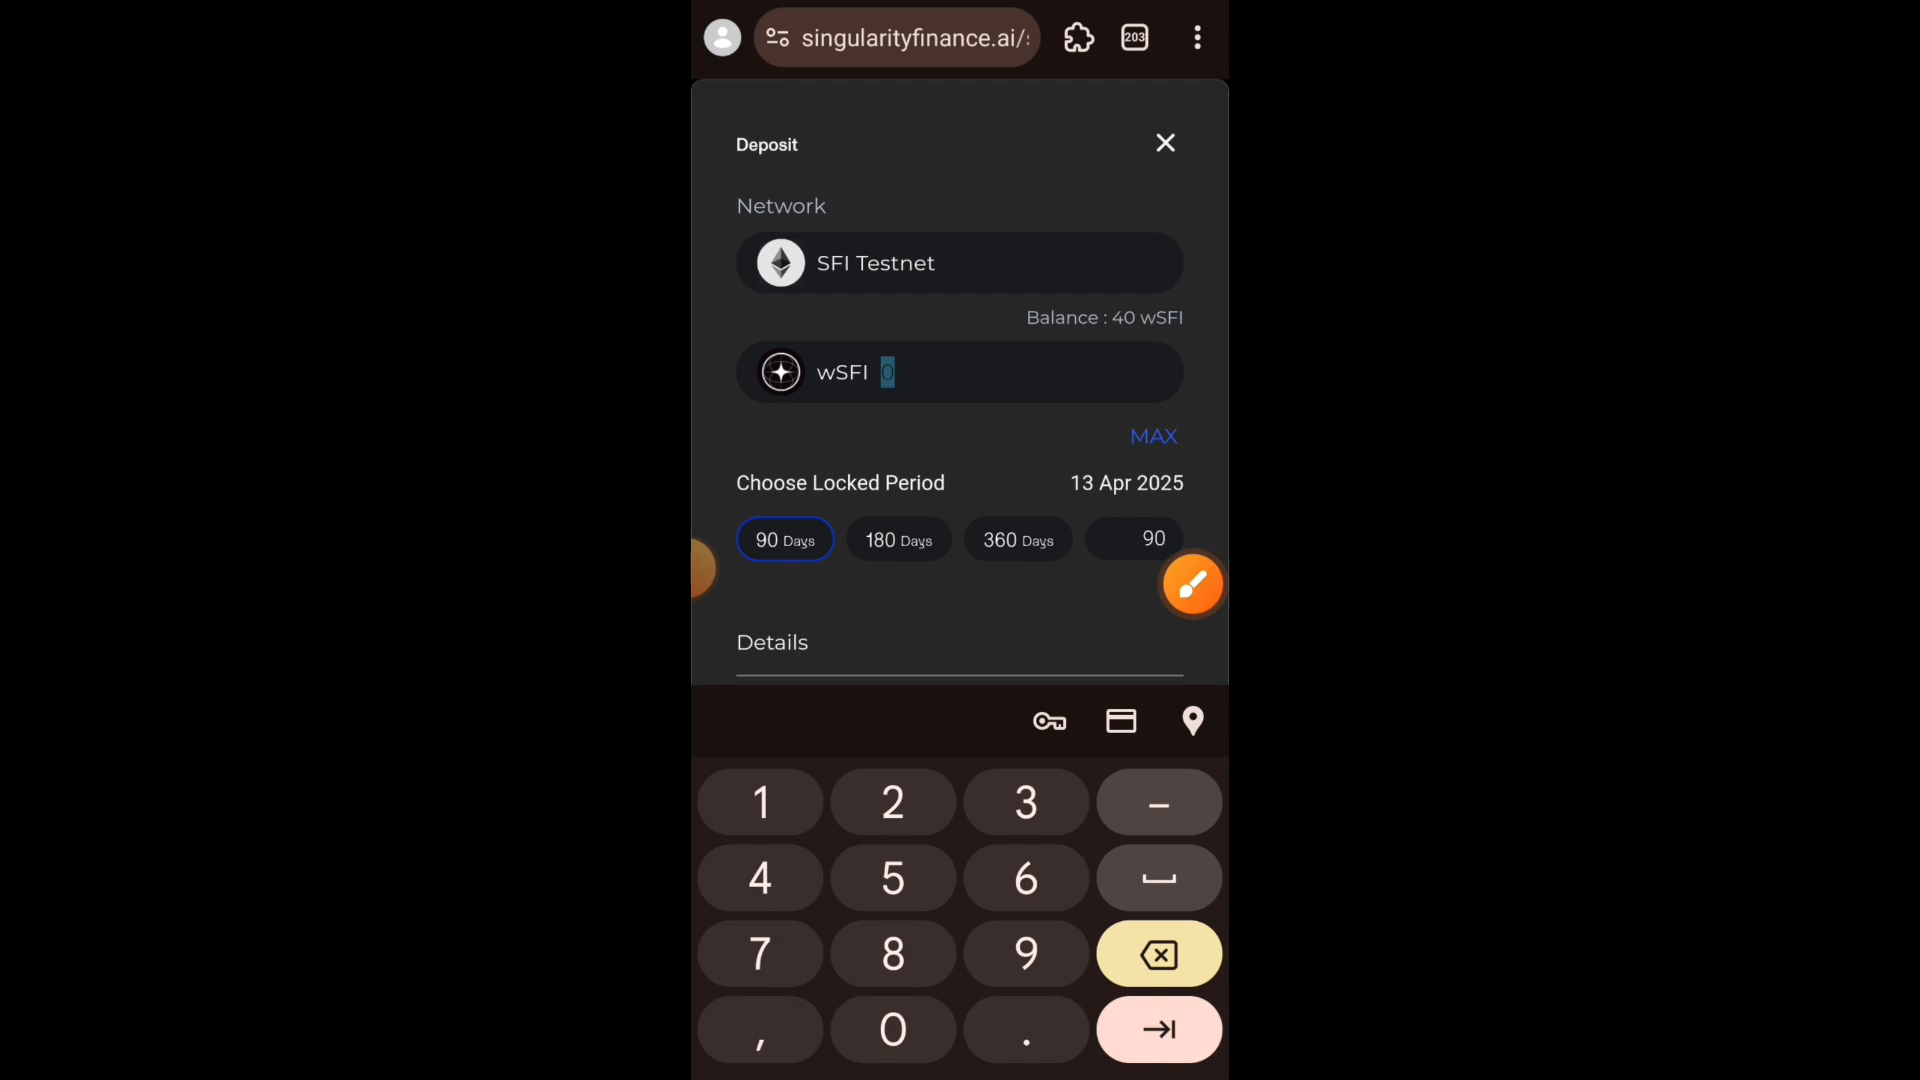 singularityfinance.ai/
203
Deposit
Network
SFI Testnet
Balance : 40 wSFI
wSFI 0
MAX
Choose Locked Period 13 Apr 2025
90 Days 180 Days 360 Days 90
Details
1 2 3 –
4 5 6
7 8 9
, 0 .